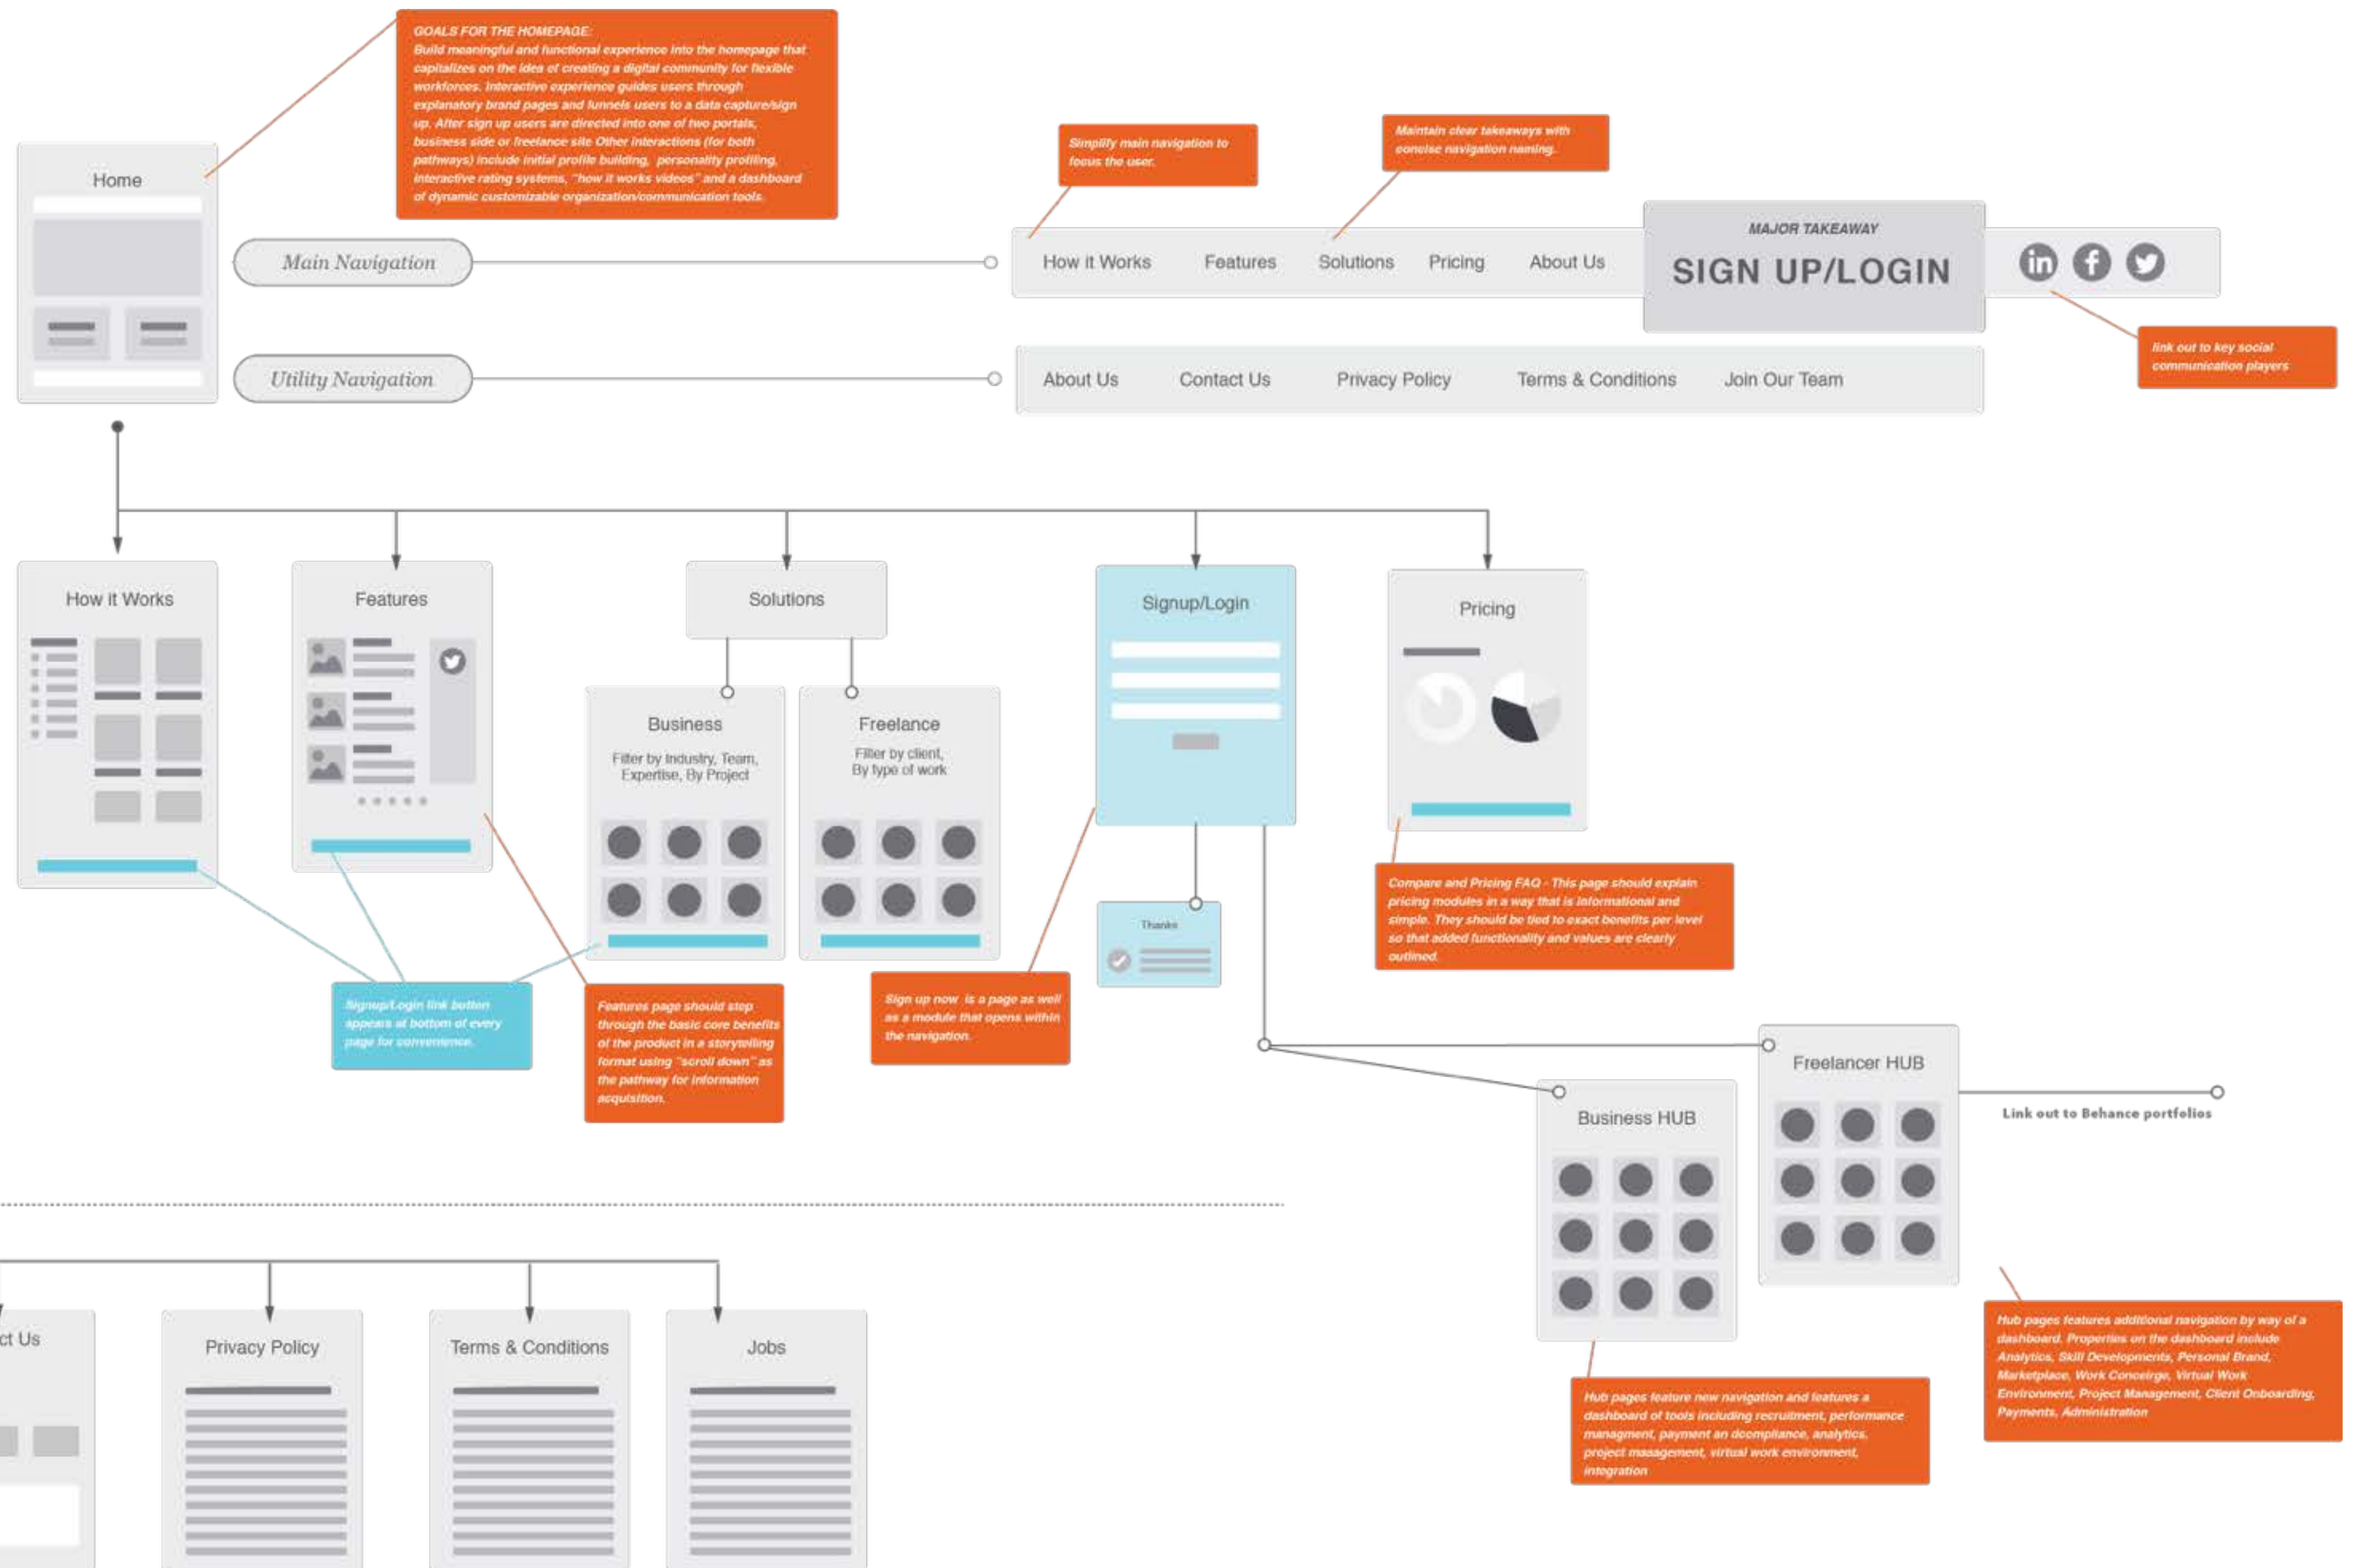 GOALS FOR THE HOMEPAGE:
Build meaningful and functional experience into the homepage that
capitalizes on the idea of creating a digital community for flexible
workforces. Interactive experience guides users through
explanatory brand pages and funnels users to a data capture/sign
up. After sign up users are directed into one of two portals,
business side or freelance site Other interactions (for both
pathways) include initial profile building, personality profiling,
interactive rating systems, "how it works videos" and a dashboard
of dynamic customizable organization/communication tools.
Simplify main navigation to
focus the user.
Maintain clear takeaways with
concise navigation naming.
Home
Main Navigation
How it Works Features Solutions Pricing About Us
MAJOR TAKEAWAY
SIGN UP/LOGIN
in f
link out to key social
communication players
Utility Navigation
About Us Contact Us Privacy Policy Terms & Conditions Join Our Team
How it Works
Features
Solutions
Signup/Login
Pricing
Business
Filter by Industry, Team,
Expertise, By Project
Freelance
Filter by client,
By type of work
Thanks
Compare and Pricing FAQ - This page should explain
pricing modules in a way that is informational and
simple. They should be tied to exact benefits per level
so that added functionality and values are clearly
outlined.
Signup/Login link button
appears at bottom of every
page for convenience.
Features page should step
through the basic core benefits
of the product in a storytelling
format using "scroll down" as
the pathway for information
acquisition.
Sign up now is a page as well
as a module that opens within
the navigation.
Freelancer HUB
Link out to Behance portfolios
Business HUB
ct Us
Privacy Policy
Terms & Conditions
Jobs
Hub pages features additional navigation by way of a
dashboard. Properties on the dashboard include
Analytics, Skill Developments, Personal Brand,
Marketplace, Work Conceirge, Virtual Work
Environment, Project Management, Client Onboarding,
Payments, Administration
Hub pages feature new navigation and features a
dashboard of tools including recruitment, performance
managment, payment an dcompliance, analytics,
project maaagement, virtual work environment,
integration